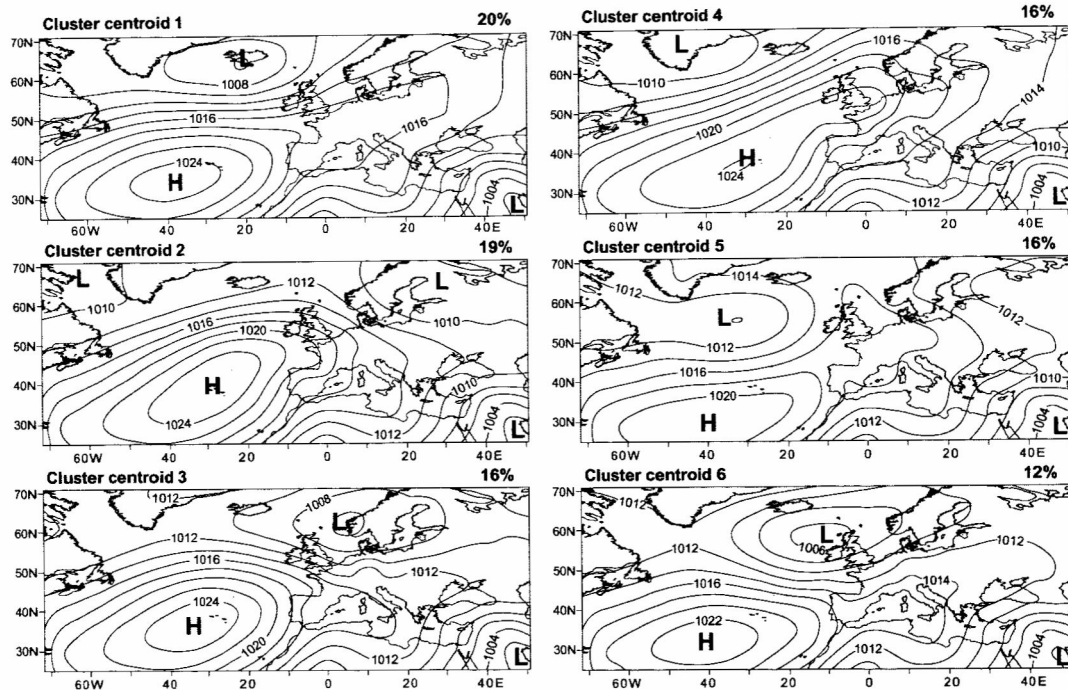 Cluster centroid 1 20%
70N
60N
50N
40N
30N
L
1008
1016
1016
1024
H
1004
L
60W 40 20 0 20 40E
Cluster centroid 2 19%
70N
60N
50N
40N
30N
L
L
1012
1010
1016
1020
1010
H
1010
1024
1012
1004
L
60W 40 20 0 20 40E
Cluster centroid 3 16%
70N
60N
50N
40N
30N
1012
1008
L
1012
1016
1012
1024
H
1020
1012
1004
L
60W 40 20 0 20 40E
Cluster centroid 4 16%
70N
60N
50N
40N
30N
L
1016
1010
1014
1020
H
1010
1024
1012
1004
L
60W 40 20 0 20 40E
Cluster centroid 5 16%
70N
60N
50N
40N
30N
1014
1012
L
1012
1012
1016
1020
1010
H
1012
1004
L
60W 40 20 0 20 40E
Cluster centroid 6 12%
70N
60N
50N
40N
30N
1012
L
1006
1012
1016
1014
1022
H
1012
1004
L
60W 40 20 0 20 40E